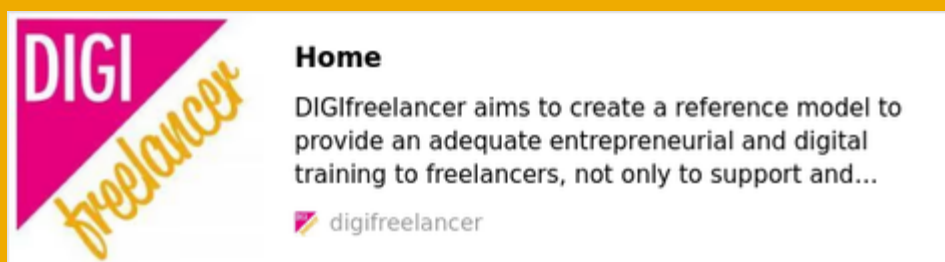 DIGI
freelancer
Home
DIGIfreelancer aims to create a reference model to
provide an adequate entrepreneurial and digital
training to freelancers, not only to support and...
digifreelancer